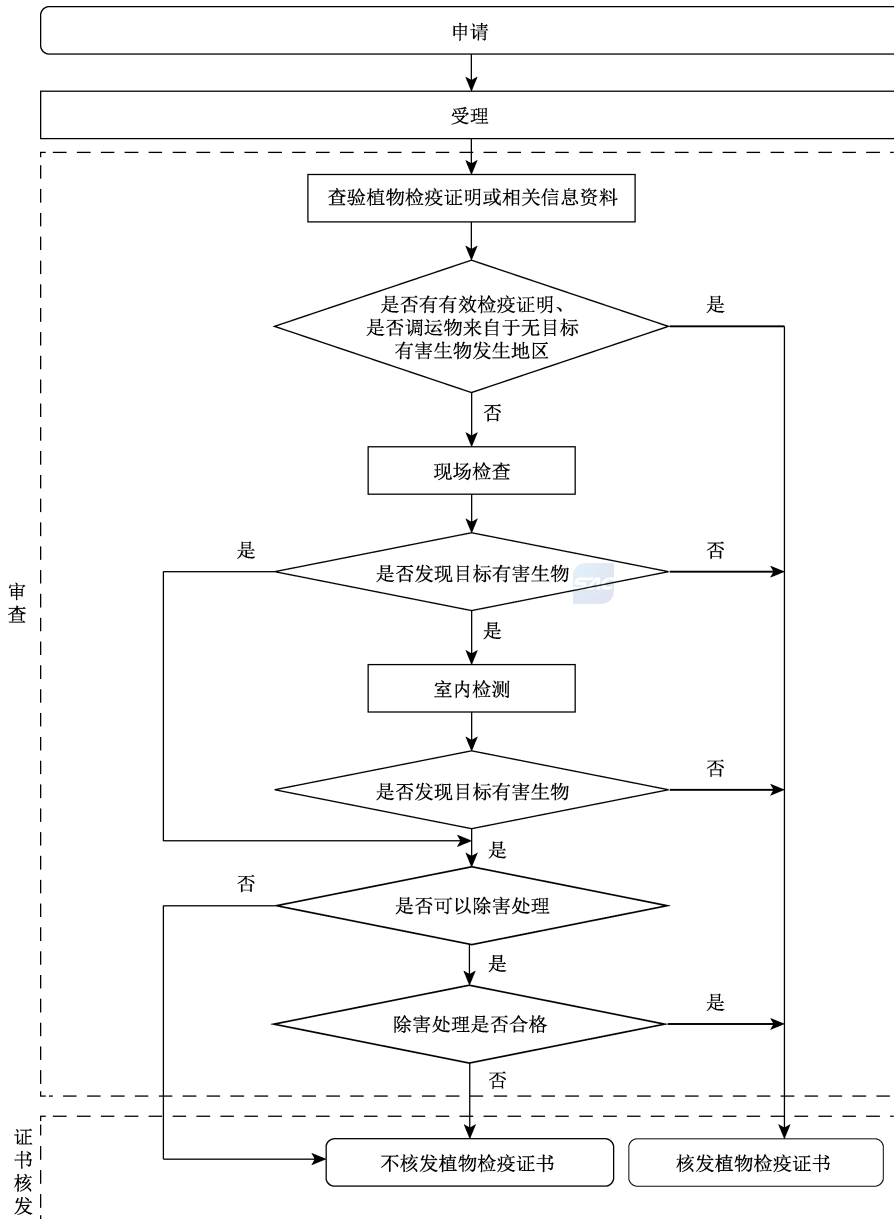 申请
受理
查验植物检疫证明或相关信息资料
是否有有效检疫证明、
是否调运物来自于无目标
有害生物发生地区
是
否
现场检查
是
是否发现目标有害生物
否
SAC
是
审查
室内检测
是否发现目标有害生物
否
是
否
是否可以除害处理
是
除害处理是否合格
是
否
证书核发
不核发植物检疫证书
核发植物检疫证书